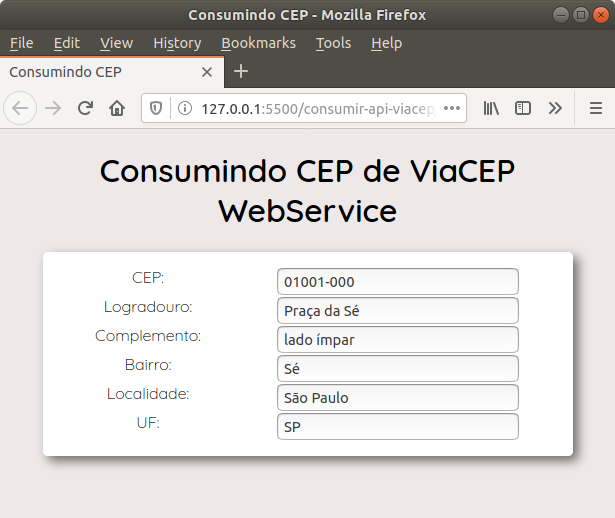 Consumindo CEP - Mozilla Firefox
File Edit View History Bookmarks Tools Help
Consumindo CEP
127.0.0.1:5500/consumir-api-viacep
Consumindo CEP de ViaCEP
WebService
CEP: 01001-000
Logradouro: Praça da Sé
Complemento: lado ímpar
Bairro: Sé
Localidade: São Paulo
UF: SP